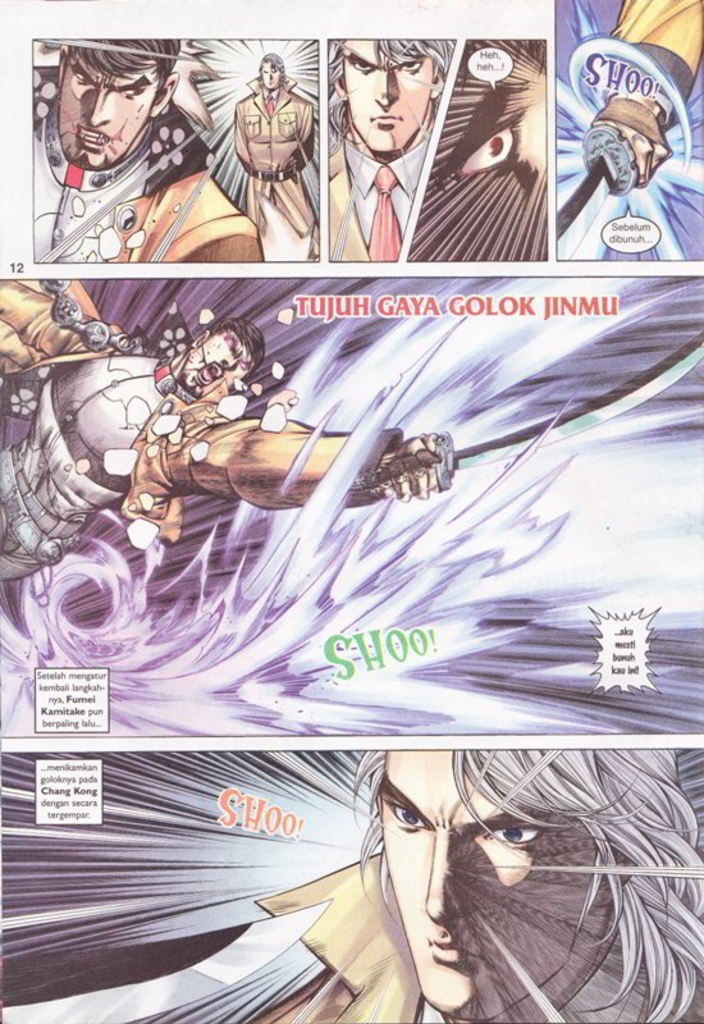 Heh,
heh...!
SHOO!
Sebelum
dibunuh...
12
TUJUH GAYA GOLOK JINMU
SHOO!
...aku
mesti
bunuh
kau ini!
Setelah mengatur
kembali langkah-
nya, Fumei
Kamitake pun
berpaling lalu...
...menikamkan
goloknya pada
Chang Kong
dengan secara
tergempar.
SHOO!